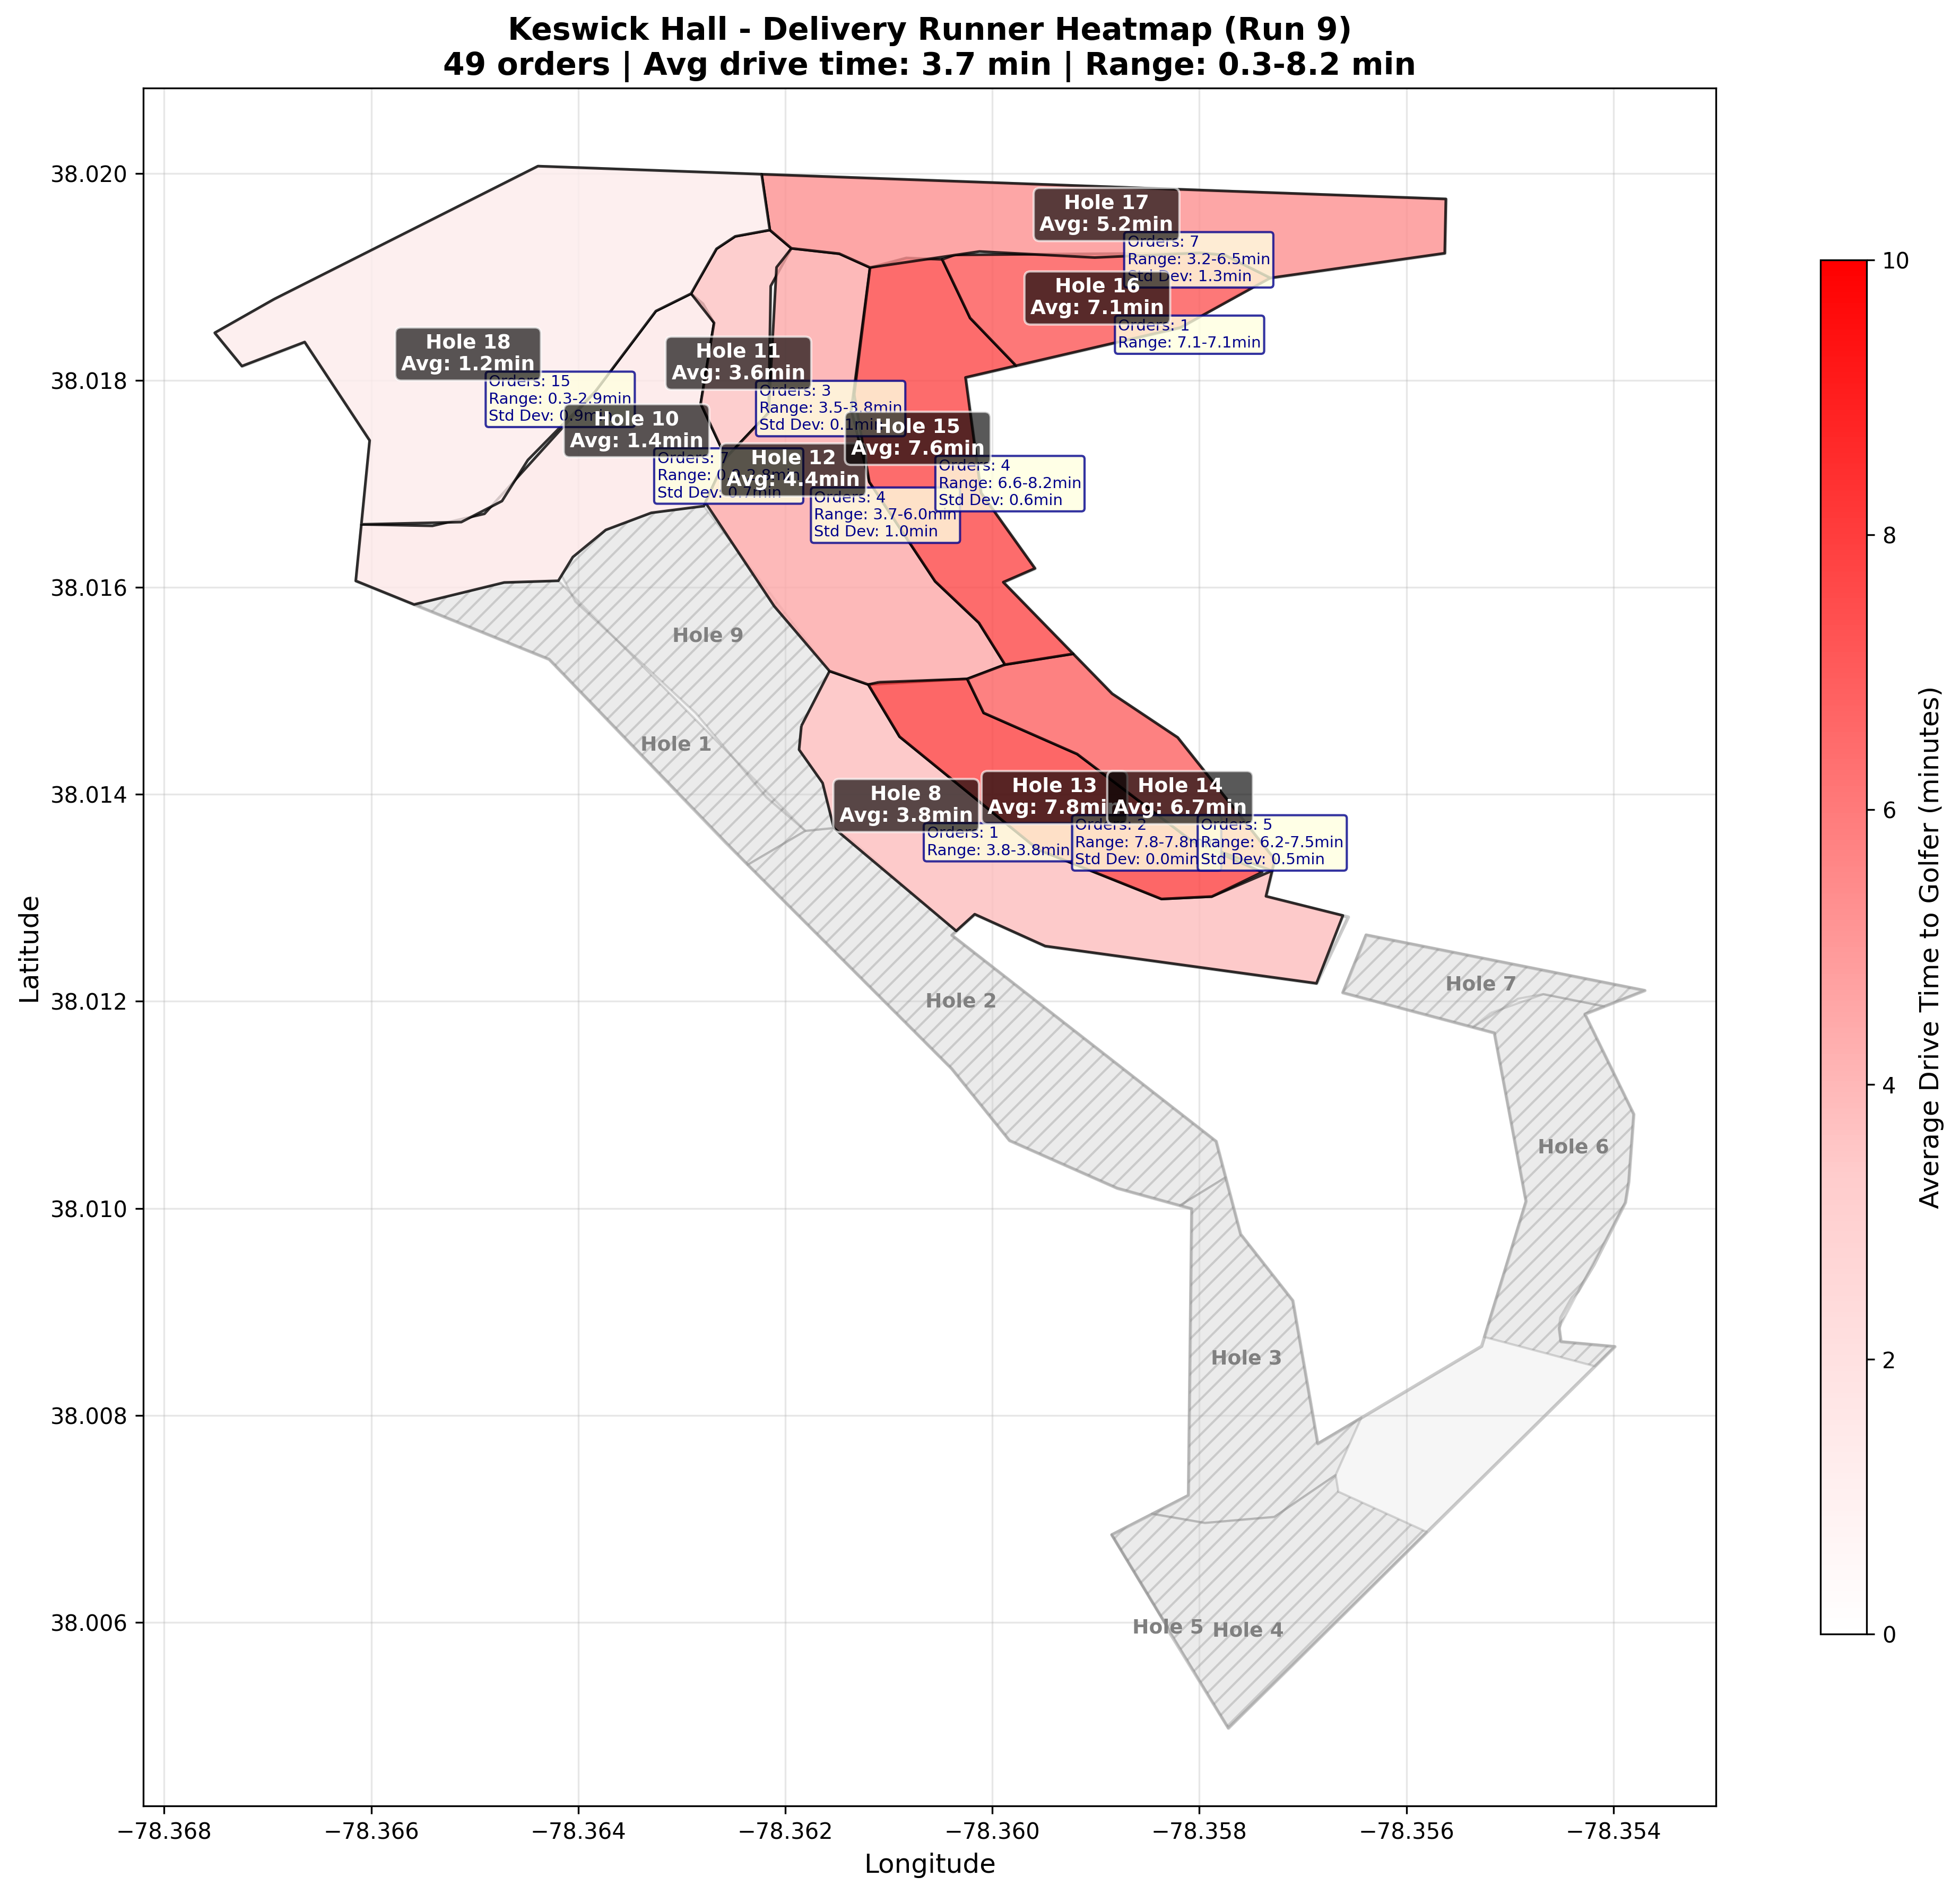 Keswick Hall - Delivery Runner Heatmap (Run 9)
49 orders | Avg drive time: 3.7 min | Range: 0.3-8.2 min
Hole 17
Avg: 5.2min
Orders: 7
Range: 3.2-6.5min
Std Dev: 1.3min
Hole 16
Avg: 7.1min
Orders: 1
Range: 7.1-7.1min
Hole 18
Avg: 1.2min
Orders: 15
Range: 0.3-2.9min
Std Dev: 0.9min
Hole 11
Avg: 3.6min
Orders: 3
Range: 3.5-3.8min
Std Dev: 0.1min
Hole 10
Avg: 1.4min
Orders: 7
Range:
Std Dev: 0.7min
Hole 15
Avg: 7.6min
Orders: 4
Range: 6.6-8.2min
Std Dev: 0.6min
Hole 12
Avg: 4.4min
Orders: 4
Range: 3.7-6.0min
Std Dev: 1.0min
Hole 9
Hole 1
Hole 8
Avg: 3.8min
Orders: 1
Range: 3.8-3.8min
Hole 13
Avg: 7.8min
Orders: 2
Range: 7.8-7.8m
Std Dev: 0.0min
Hole 14
Avg: 6.7min
Orders: 5
Range: 6.2-7.5min
Std Dev: 0.5min
Hole 2
Hole 7
Hole 6
Hole 3
Hole 5
Hole 4
38.020
38.018
38.016
38.014
38.012
38.010
38.008
38.006
Latitude
−78.368
−78.366
−78.364
−78.362
−78.360
−78.358
−78.356
−78.354
Longitude
10
8
6
4
2
0
Average Drive Time to Golfer (minutes)